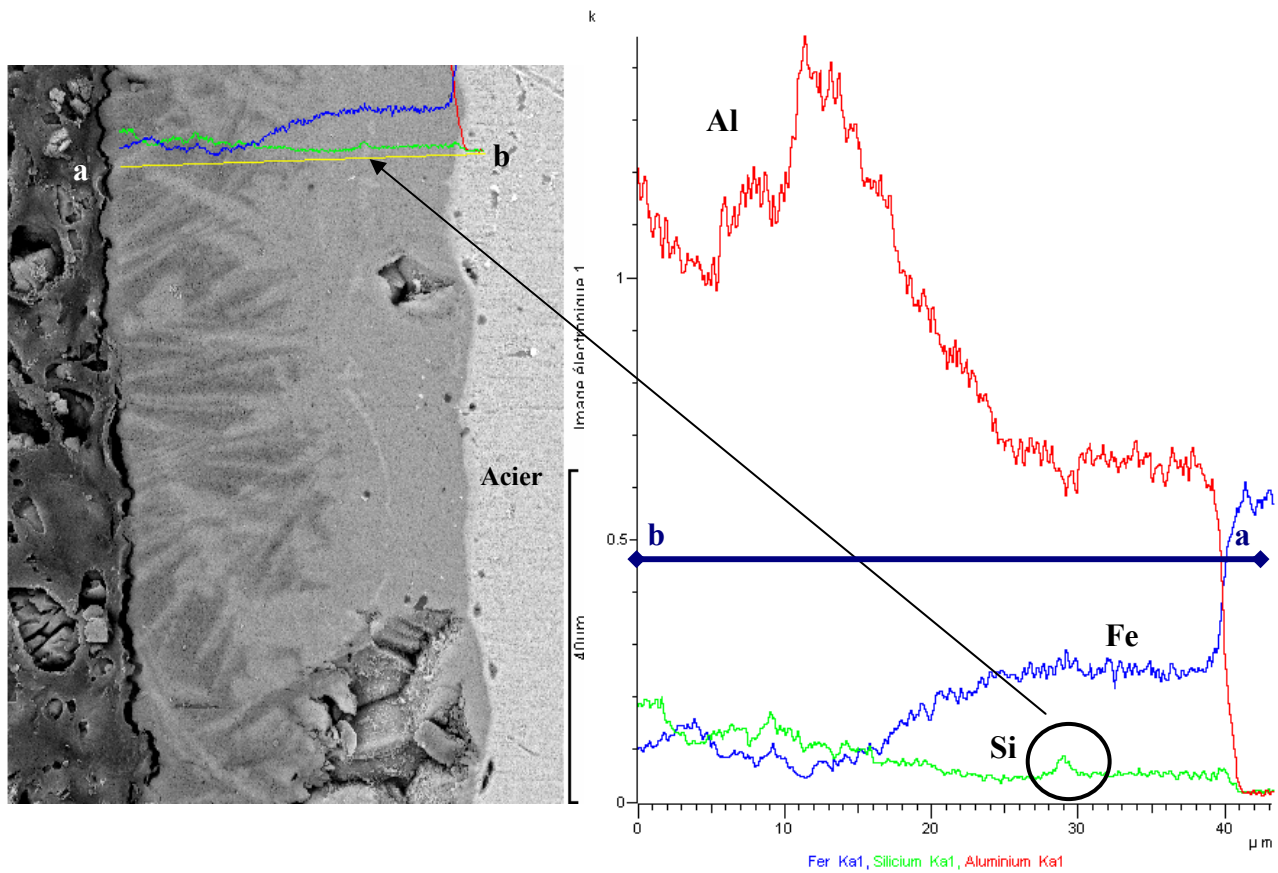 k
a
b
Acier
Image électronique 1
40µm
Al
1
0.5
b
a
Fe
Si
0
0
10
20
30
40
µm
Fer Ka1, Silicium Ka1, Aluminium Ka1